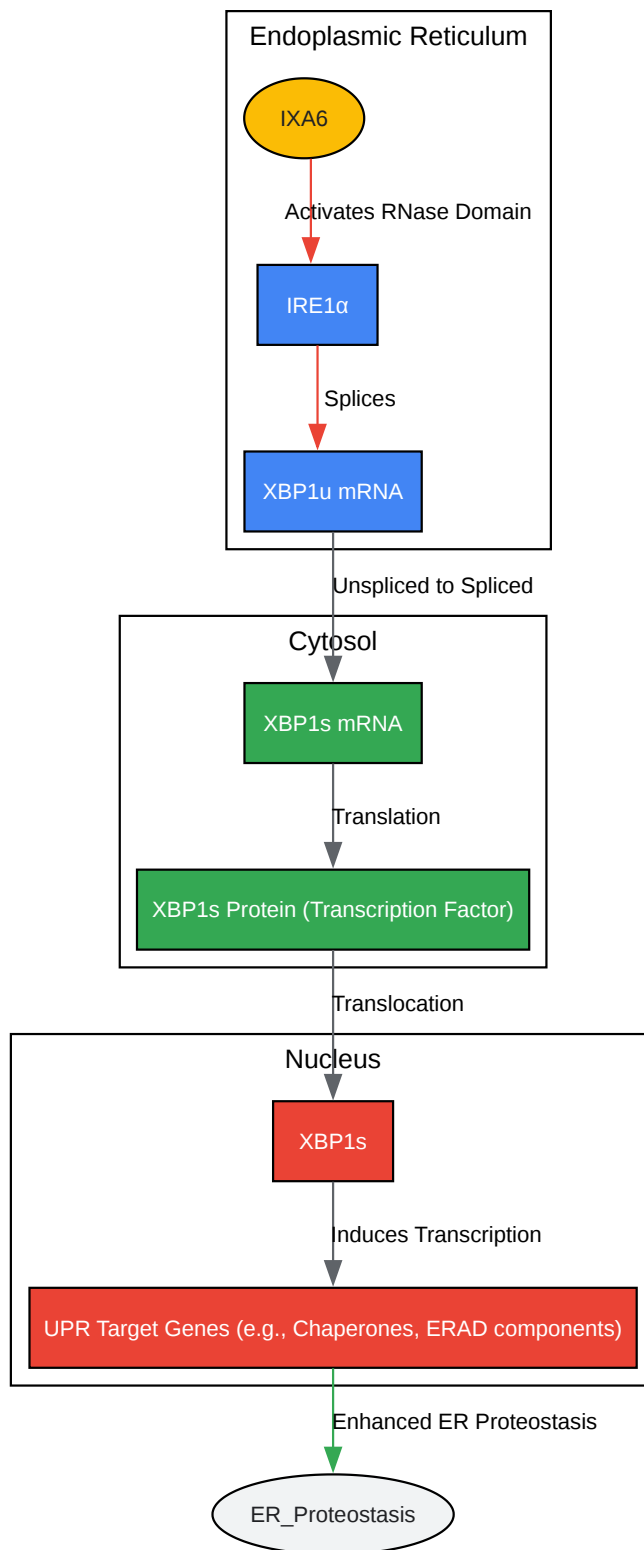 Endoplasmic Reticulum
IXA6
Activates RNase Domain
IRE1α
Splices
XBP1u mRNA
Unspliced to Spliced
Cytosol
XBP1s mRNA
Translation
XBP1s Protein (Transcription Factor)
Translocation
Nucleus
XBP1s
Induces Transcription
UPR Target Genes (e.g., Chaperones, ERAD components)
Enhanced ER Proteostasis
ER_Proteostasis